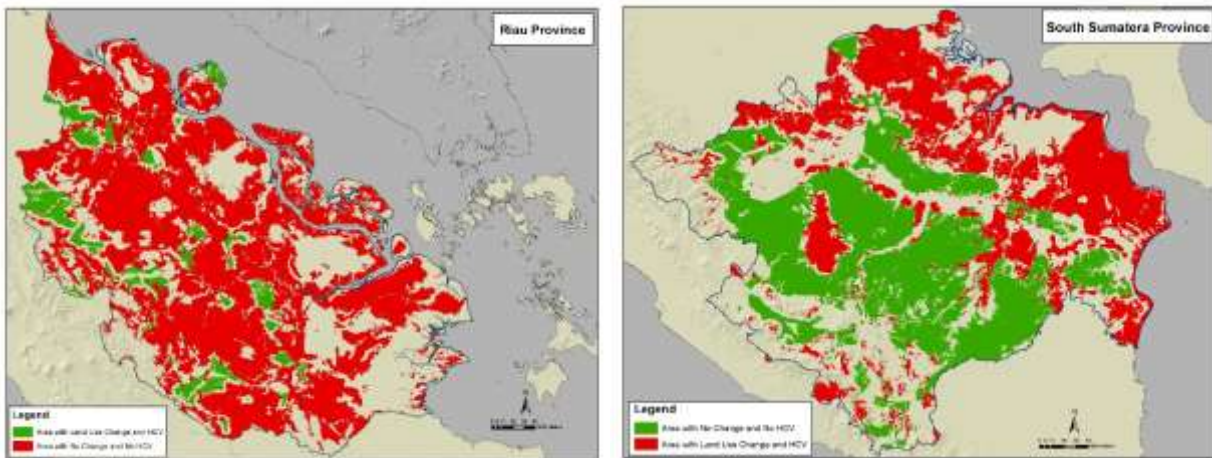 Riau Province
Legend
Area with Land Use Change and HCV
Area with No Change and No HCV
South Sumatera Province
Legend
Area with No Change and No HCV
Area with Land Use Change and HCV